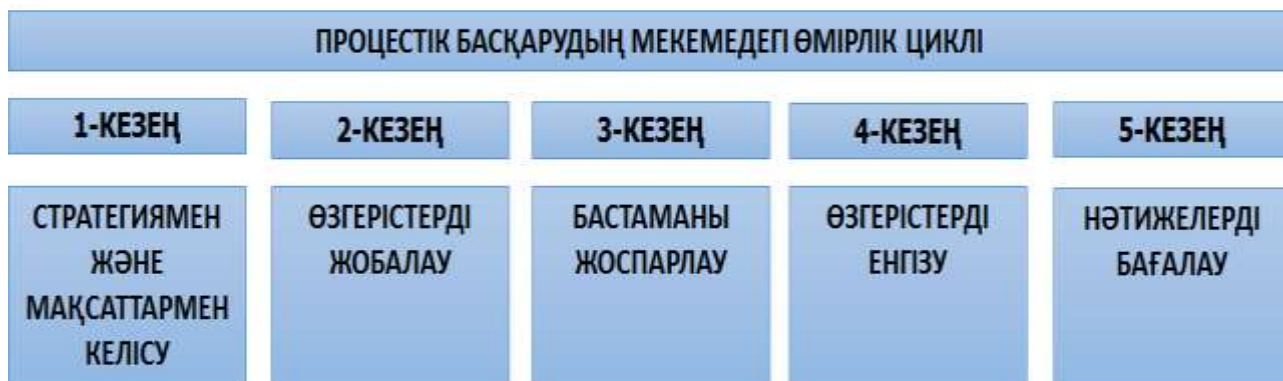 ПРОЦЕСТІК БАСҚАРУДЫҢ МЕКЕМЕДЕГІ ӨМІРЛІК ЦИКЛІ
1-КЕЗЕҢ
2-КЕЗЕҢ
3-КЕЗЕҢ
4-КЕЗЕҢ
5-КЕЗЕҢ
СТРАТЕГИЯМЕН
ЖӘНЕ
МАҚСАТТАРМЕН
КЕЛІСУ
ӨЗГЕРІСТЕРДІ
ЖОБАЛАУ
БАСТАМАНЫ
ЖОСПАРЛАУ
ӨЗГЕРІСТЕРДІ
ЕНГІЗУ
НӘТИЖЕЛЕРДІ
БАҒАЛАУ